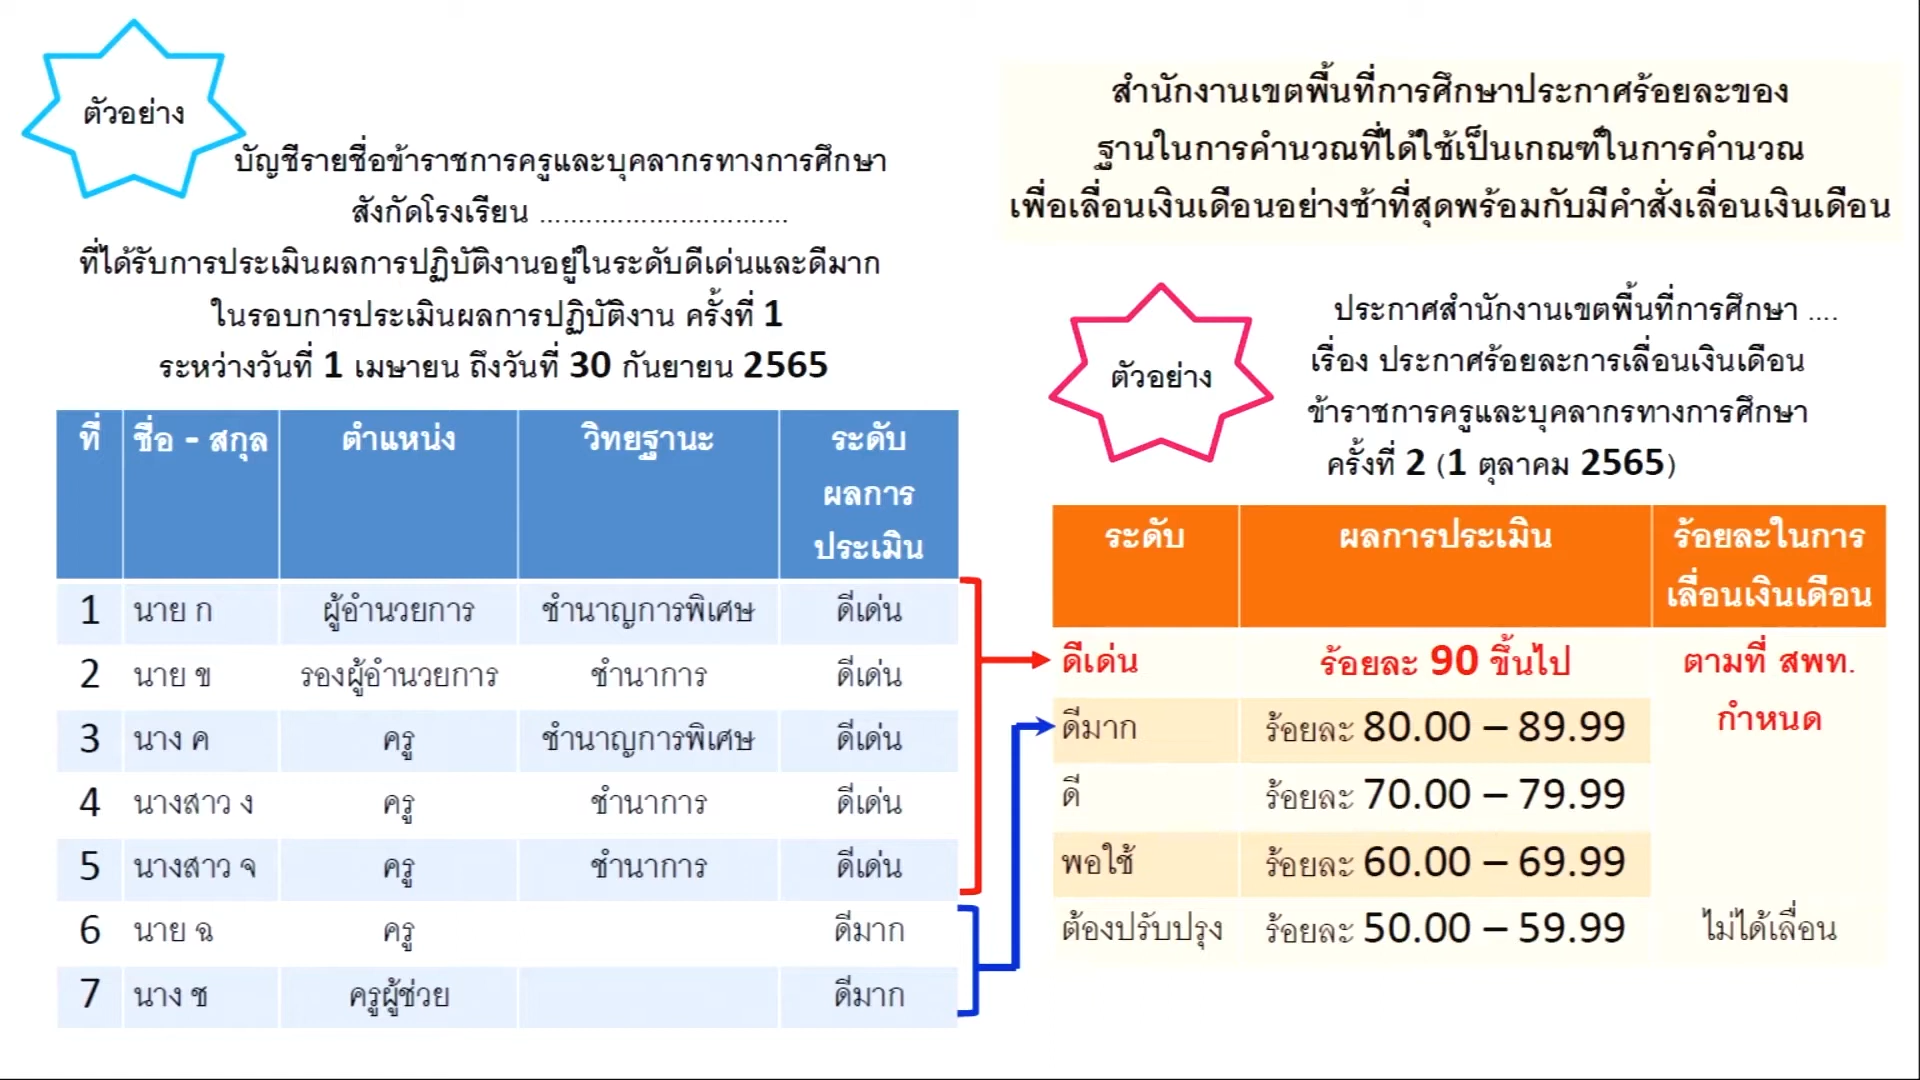 ตัวอย่าง
บัญชีรายชื่อข้าราชการครูและบุคลากรทางการศึกษา
สังกัดโรงเรียน ...............................
ที่ได้รับการประเมินผลการปฏิบัติงานอยู่ในระดับดีเด่นและดีมาก
ในรอบการประเมินผลการปฏิบัติงาน ครั้งที่ 1
ระหว่างวันที่ 1 เมษายน ถึงวันที่ 30 กันยายน 2565
ที่ ชื่อ - สกุล ตำแหน่ง วิทยฐานะ ระดับ
ผลการ
ประเมิน
1 นาย ก ผู้อำนวยการ ชำนาญการพิเศษ ดีเด่น
2 นาย ข รองผู้อำนวยการ ชำนาการ ดีเด่น
3 นาง ค ครู ชำนาญการพิเศษ ดีเด่น
4 นางสาว ง ครู ชำนาการ ดีเด่น
5 นางสาว จ ครู ชำนาการ ดีเด่น
6 นาย ฉ ครู ดีมาก
7 นาง ช ครูผู้ช่วย ดีมาก
สำนักงานเขตพื้นที่การศึกษาประกาศร้อยละของ
ฐานในการคำนวณที่ได้ใช้เป็นเกณฑ์ในการคำนวณ
เพื่อเลื่อนเงินเดือนอย่างช้าที่สุดพร้อมกับมีคำสั่งเลื่อนเงินเดือน
ตัวอย่าง
ประกาศสำนักงานเขตพื้นที่การศึกษา ....
เรื่อง ประกาศร้อยละการเลื่อนเงินเดือน
ข้าราชการครูและบุคลากรทางการศึกษา
ครั้งที่ 2 (1 ตุลาคม 2565)
ระดับ ผลการประเมิน ร้อยละในการ
เลื่อนเงินเดือน
ดีเด่น ร้อยละ 90 ขึ้นไป ตามที่ สพท.
กำหนด
ดีมาก ร้อยละ 80.00 – 89.99
ดี ร้อยละ 70.00 – 79.99
พอใช้ ร้อยละ 60.00 – 69.99
ต้องปรับปรุง ร้อยละ 50.00 – 59.99 ไม่ได้เลื่อน